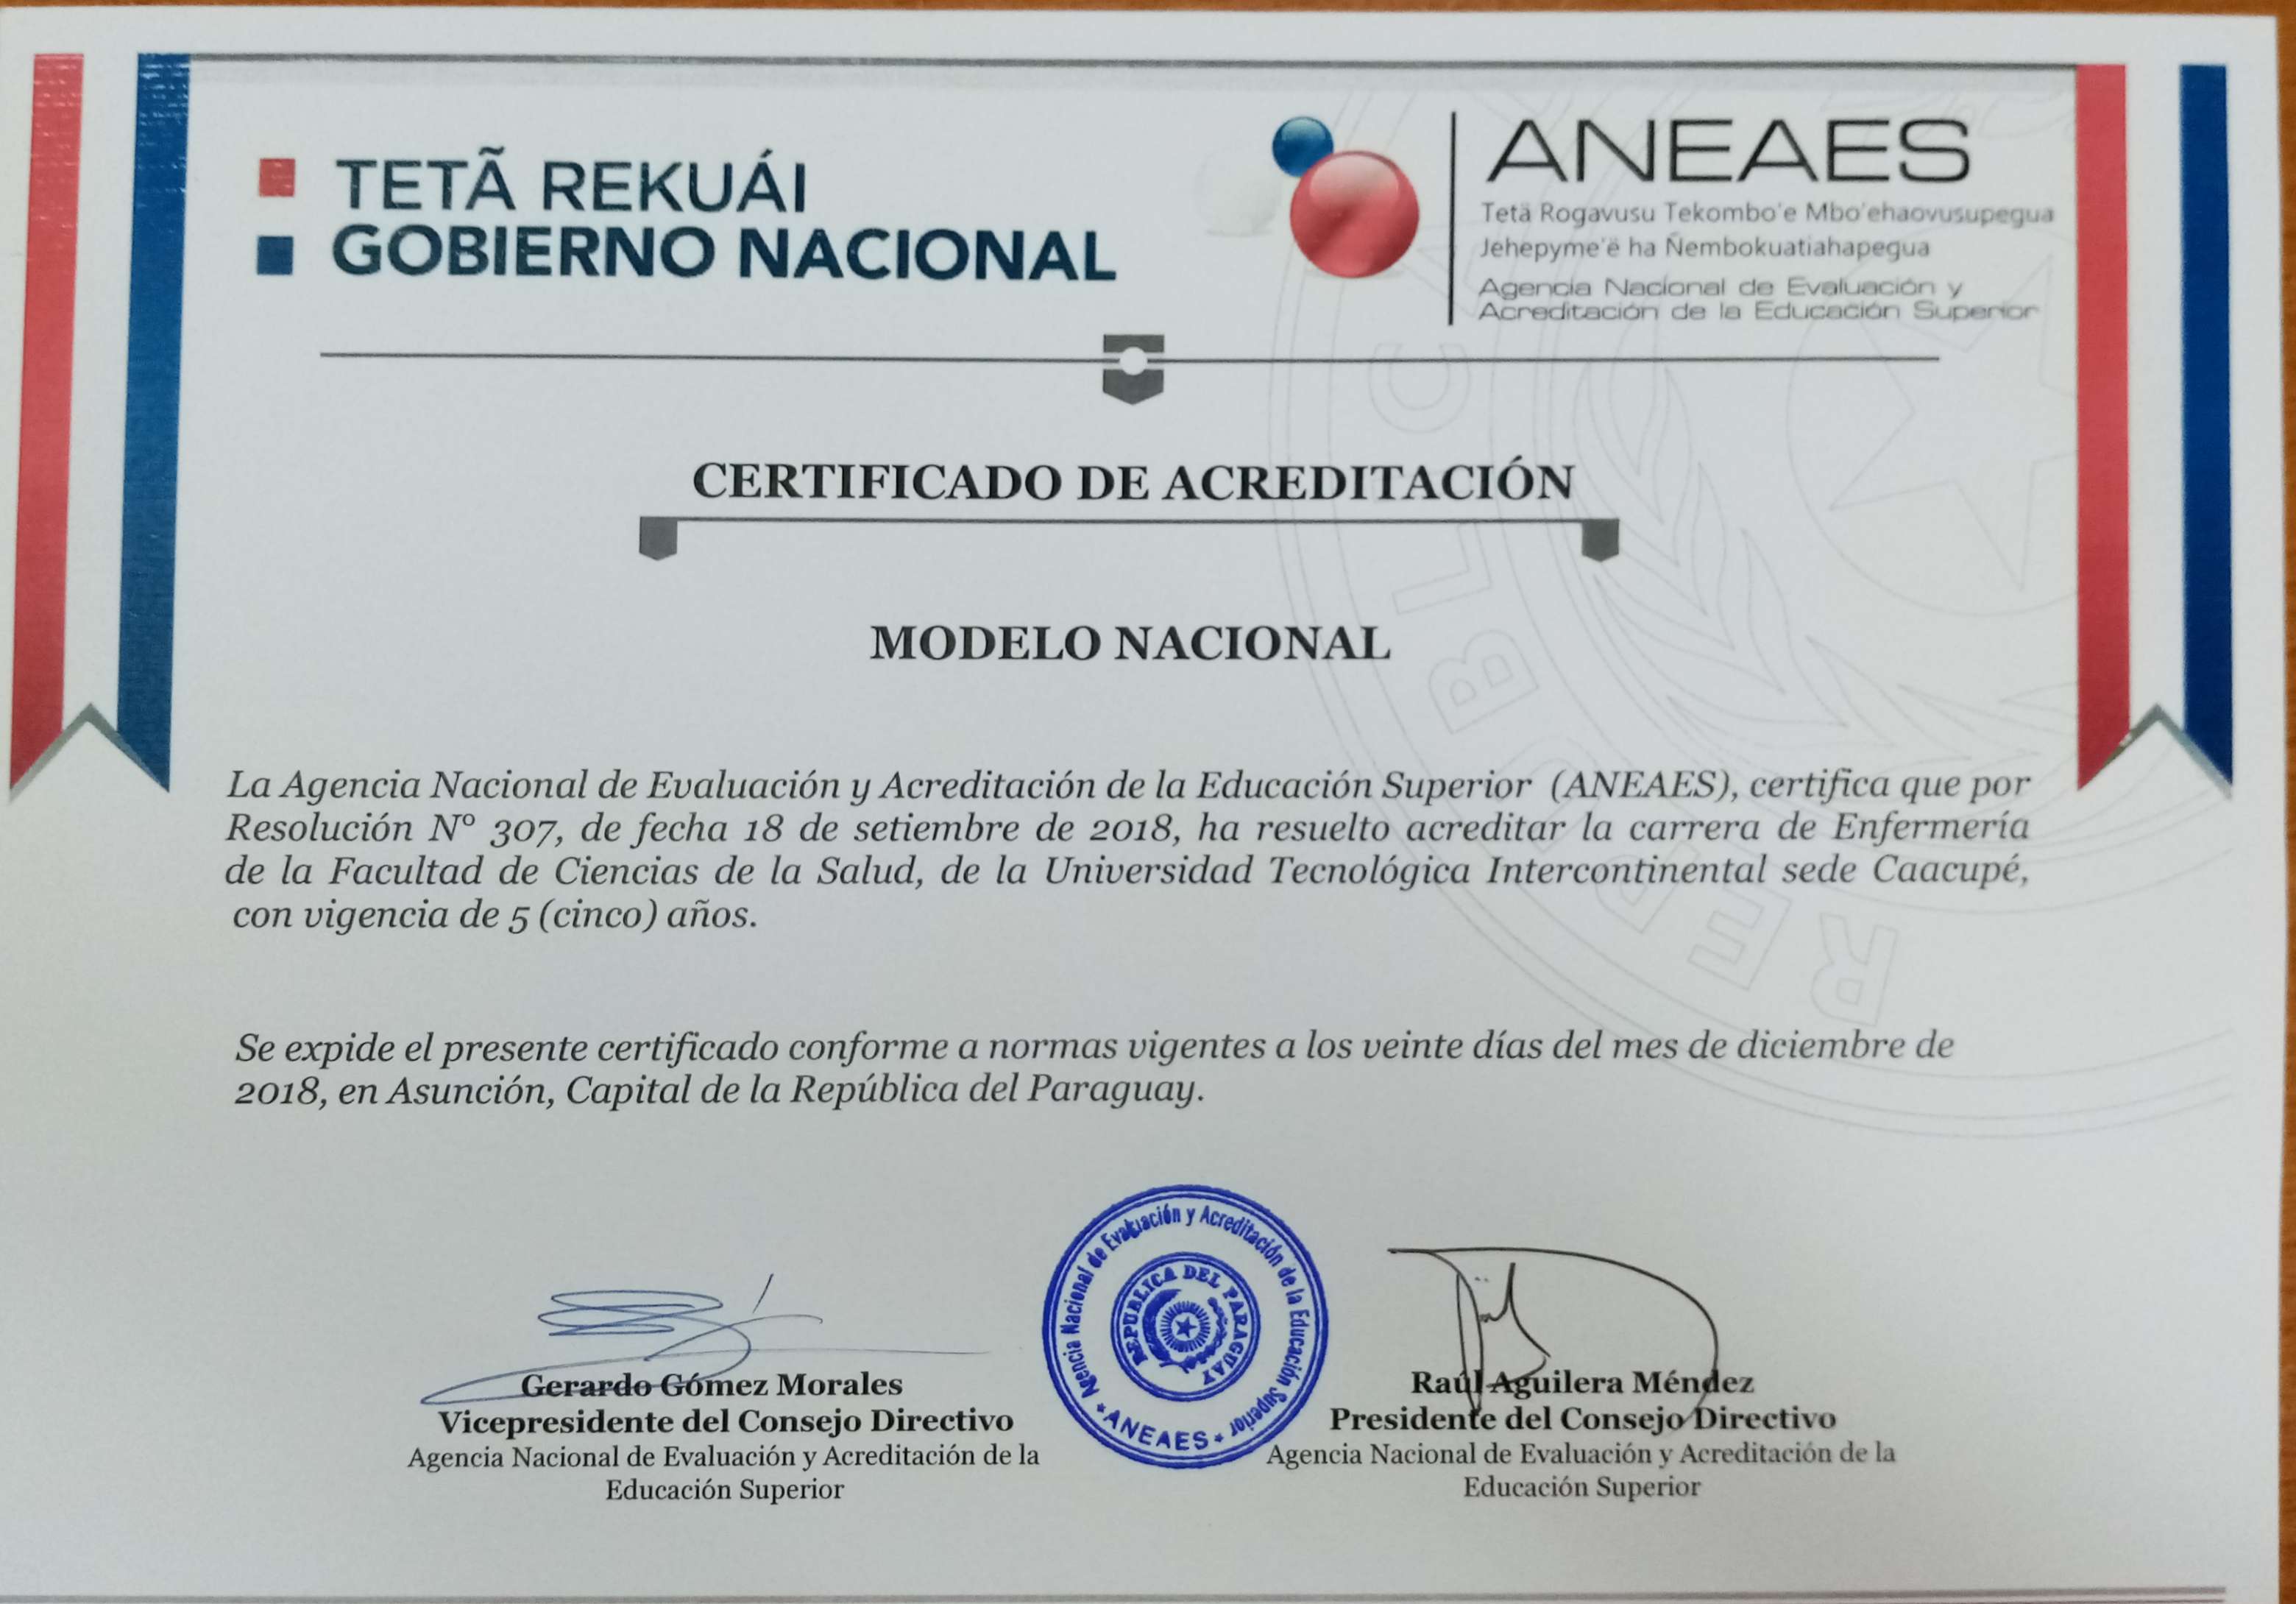 TETÃ REKUÁI
GOBIERNO NACIONAL
ANEAES
Tetã Rogavusu Tekombo'e Mbo'ehaovusupegua
Jehepyme'ẽ ha Ñembokuatiahapegua
Agencia Nacional de Evaluación y
Acreditación de la Educación Superior
CERTIFICADO DE ACREDITACIÓN
MODELO NACIONAL
La Agencia Nacional de Evaluación y Acreditación de la Educación Superior (ANEAES), certifica que por
Resolución N° 307, de fecha 18 de setiembre de 2018, ha resuelto acreditar la carrera de Enfermería
de la Facultad de Ciencias de la Salud, de la Universidad Tecnológica Intercontinental sede Caacupé,
con vigencia de 5 (cinco) años.
Se expide el presente certificado conforme a normas vigentes a los veinte días del mes de diciembre de
2018, en Asunción, Capital de la República del Paraguay.
Gerardo Gómez Morales
Vicepresidente del Consejo Directivo
Agencia Nacional de Evaluación y Acreditación de la
Educación Superior
Agencia Nacional de Evaluación y Acreditación de la Educación Superior
ANEAES
REPUBLICA DEL PARAGUAY
Raúl Aguilera Méndez
Presidente del Consejo Directivo
Agencia Nacional de Evaluación y Acreditación de la
Educación Superior